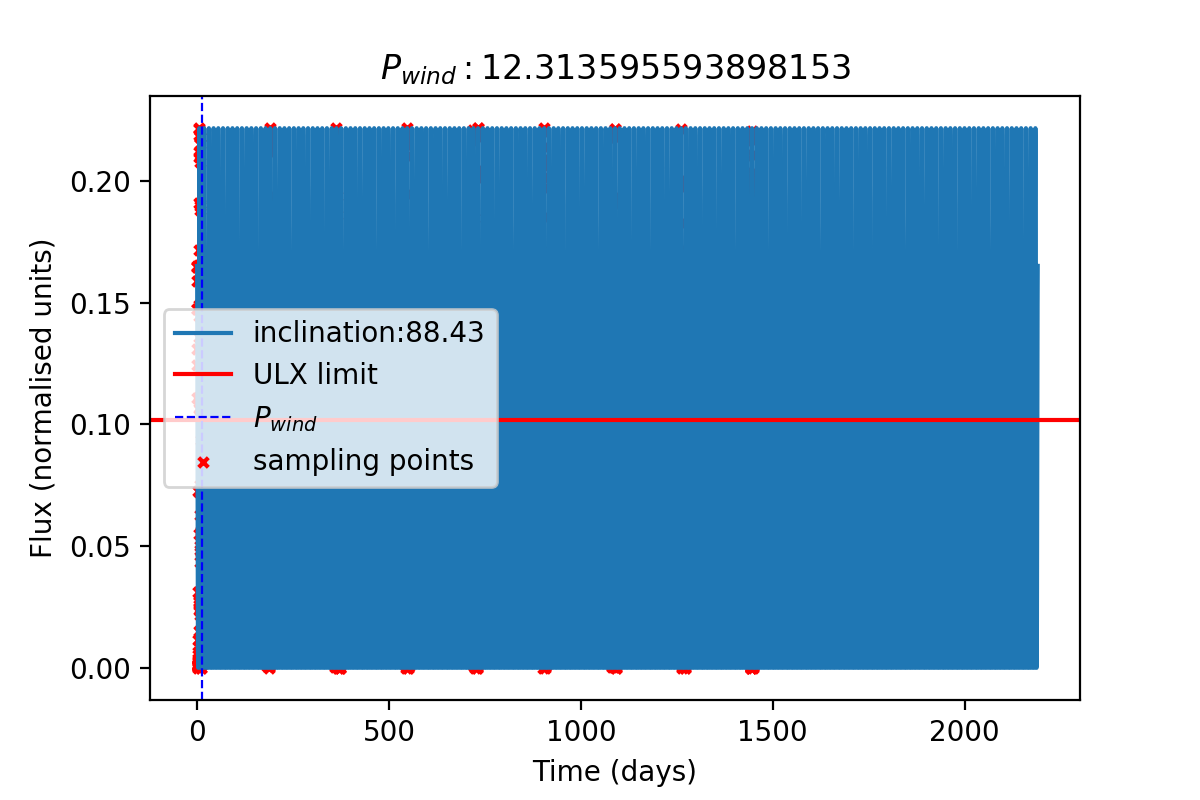 P_wind : 12.313595593898153
Flux (normalised units)
0.20
0.15
0.10
0.05
0.00
inclination:88.43
ULX limit
P_wind
sampling points
0
500
1000
1500
2000
Time (days)